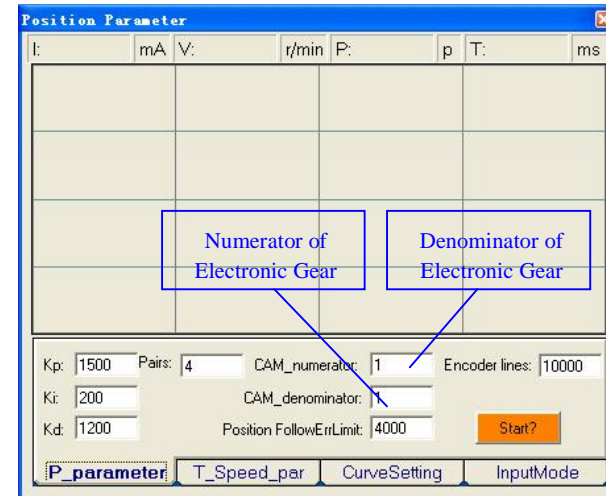 Position Parameter
I: mA V: r/min P: p T: ms
Numerator of
Electronic Gear
Denominator of
Electronic Gear
Kp: 1500 Pairs: 4 CAM_numerator: 1 Encoder lines: 10000
Ki: 200 CAM_denominator: 1
Kd: 1200 Position FollowErrLimit: 4000 Start?
P_parameter T_Speed_par CurveSetting InputMode